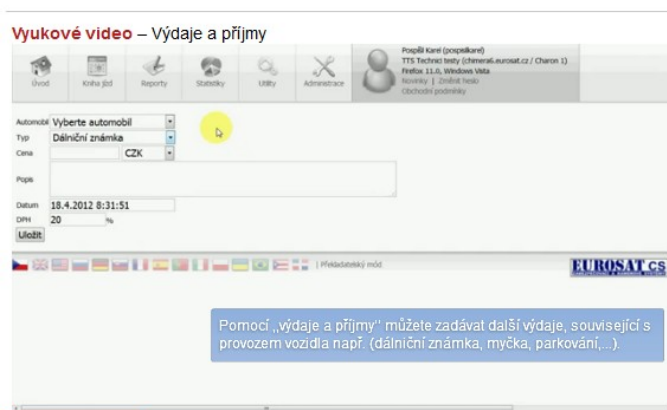 Vyukové video – Výdaje a příjmy
Pospíšil Karel (pospisilkarel)
TTS Technici testy (chimera6.eurosat.cz / Charon 1)
Firefox 11.0, Windows Vista
Novinky | Změnit heslo
Obchodní podmínky
Úvod Kniha jízd Reporty Statistiky Utility Administrace
Automobil Vyberte automobil
Typ Dálniční známka
Cena CZK
Popis
Datum 18.4.2012 8:31:51
DPH 20 %
Uložit
| Překladatelský mód
EUROSAT CS
Pomocí „výdaje a příjmy" můžete zadávat další výdaje, související s
provozem vozidla např. (dálniční známka, myčka, parkování,...).